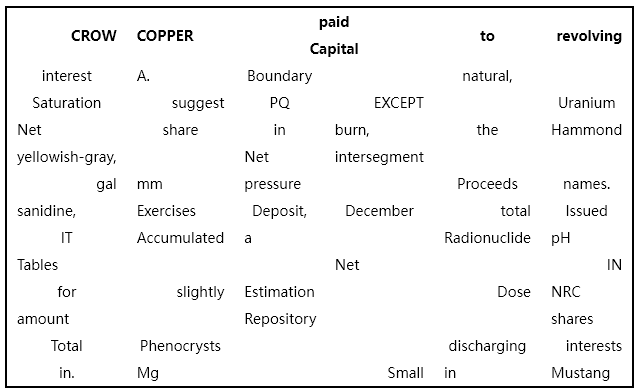 CROW COPPER paid Capital to revolving
interest A. Boundary natural,
Saturation suggest PQ EXCEPT Uranium
Net share in burn, the Hammond
yellowish-gray, Net intersegment
gal mm pressure Proceeds names.
sanidine, Exercises Deposit, December total Issued
IT Accumulated a Radionuclide pH
Tables Net IN
for slightly Estimation Dose NRC
amount Repository shares
Total Phenocrysts discharging interests
in. Mg Small in Mustang